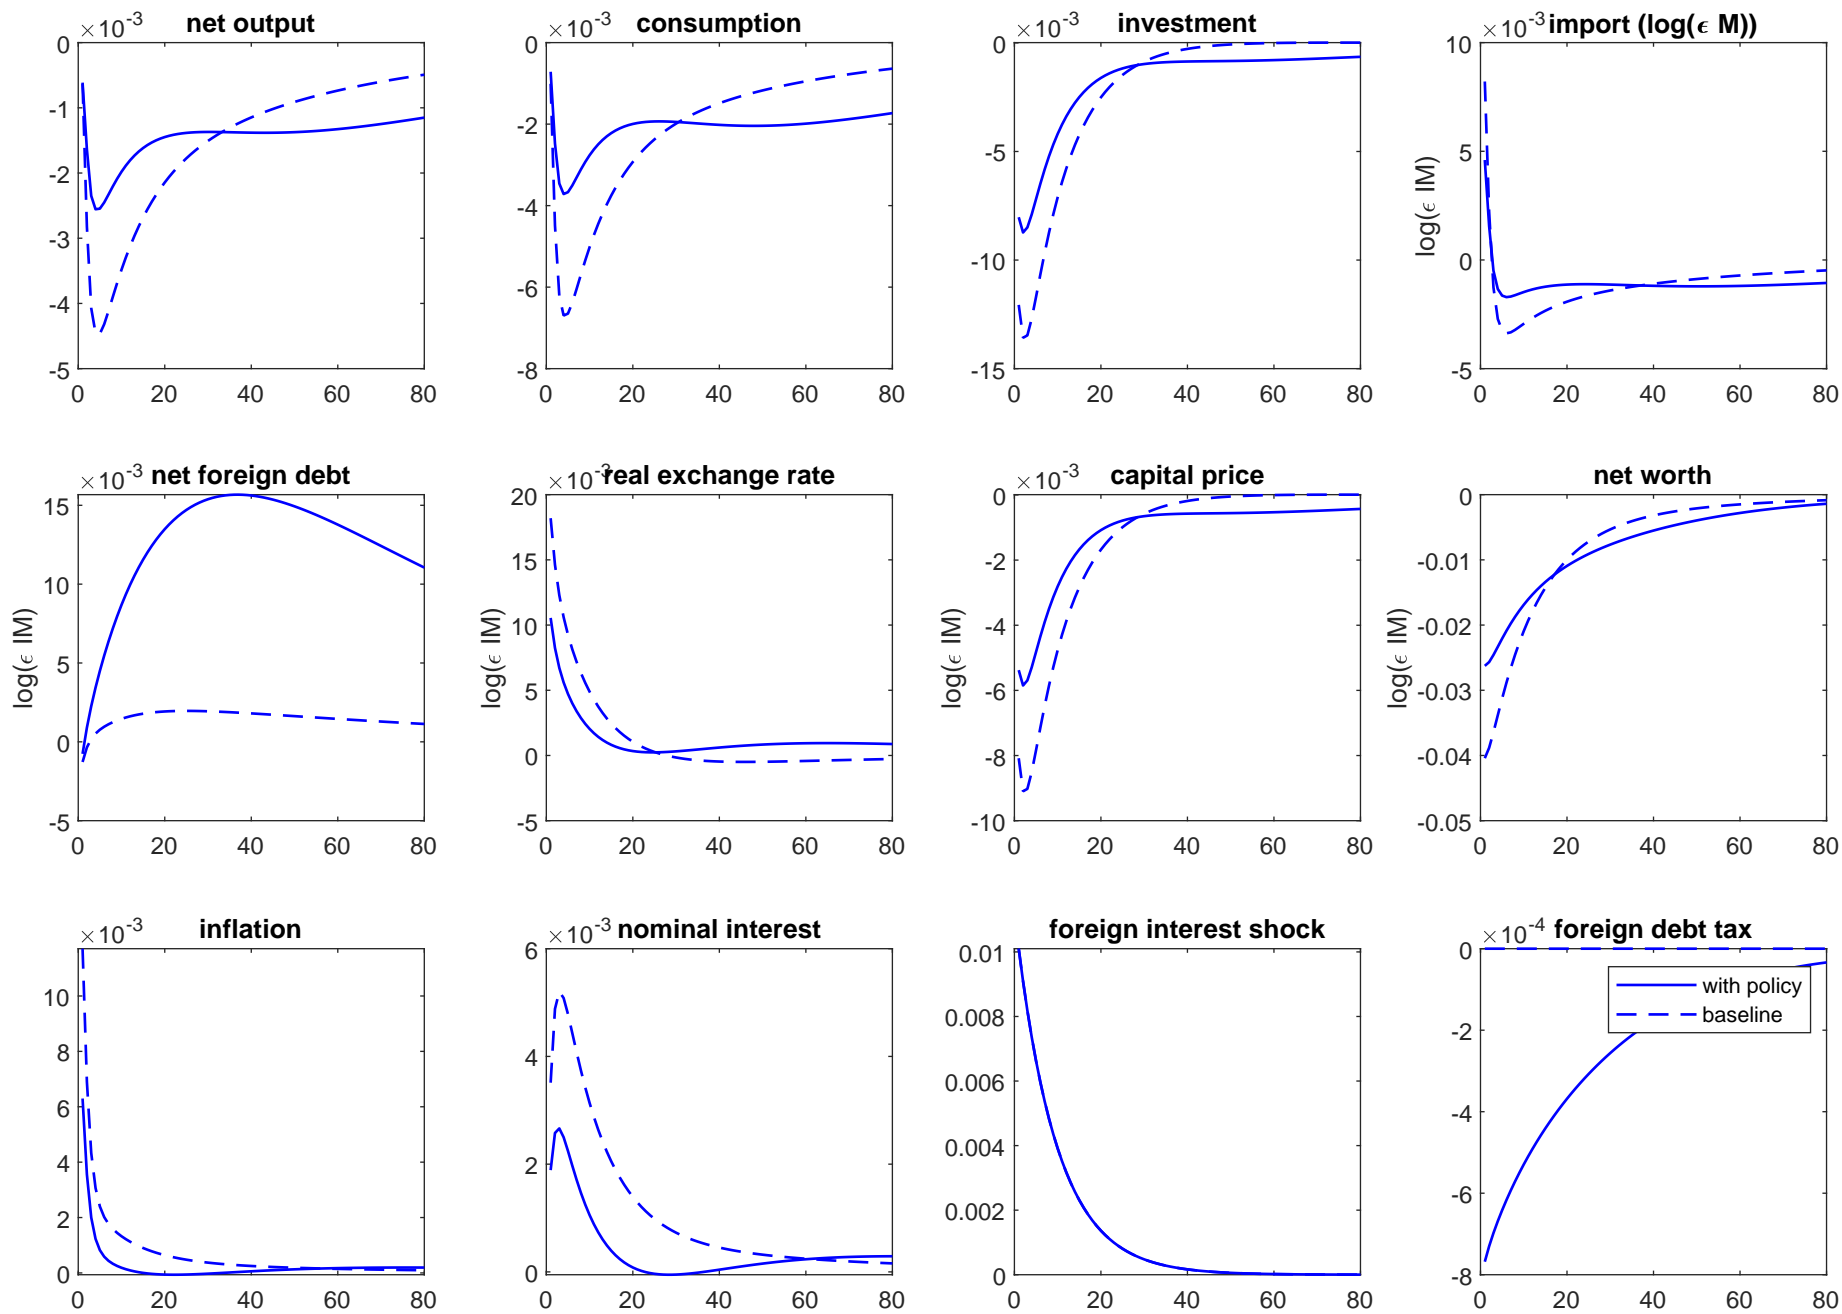 ×10-3 net output
0
-1
-2
-3
-4
-5
0 20 40 60 80
×10-3 consumption
0
-2
-4
-6
-8
0 20 40 60 80
×10-3 investment
0
-5
-10
-15
0 20 40 60 80
×10-3 import (log(ϵ M))
10
5
0
-5
log(ϵ IM)
0 20 40 60 80
×10-3 net foreign debt
15
10
5
0
-5
log(ϵ IM)
0 20 40 60 80
×10-3 real exchange rate
20
15
10
5
0
-5
log(ϵ IM)
0 20 40 60 80
×10-3 capital price
0
-2
-4
-6
-8
-10
log(ϵ IM)
0 20 40 60 80
net worth
0
-0.01
-0.02
-0.03
-0.04
-0.05
log(ϵ IM)
0 20 40 60 80
×10-3 inflation
10
8
6
4
2
0
0 20 40 60 80
×10-3 nominal interest
6
4
2
0
0 20 40 60 80
foreign interest shock
0.01
0.008
0.006
0.004
0.002
0
0 20 40 60 80
×10-4 foreign debt tax
0
-2
-4
-6
-8
with policy
baseline
0 20 40 60 80